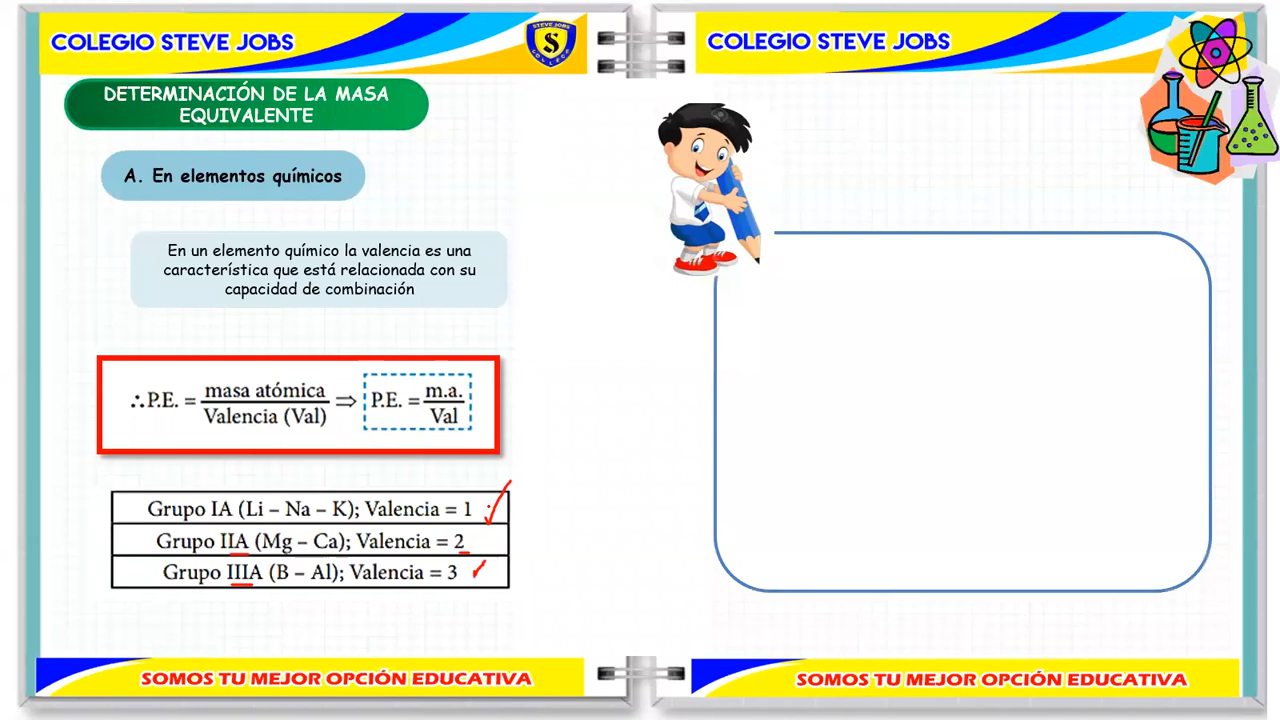 COLEGIO STEVE JOBS
STEVE JOBS
S
COLLEGE
DETERMINACIÓN DE LA MASA
EQUIVALENTE
A. En elementos químicos
En un elemento químico la valencia es una
característica que está relacionada con su
capacidad de combinación
∴P.E. = masa atómica / Valencia (Val) ⇒ P.E. = m.a. / Val
Grupo IA (Li – Na – K); Valencia = 1
Grupo IIA (Mg – Ca); Valencia = 2
Grupo IIIA (B – Al); Valencia = 3
SOMOS TU MEJOR OPCIÓN EDUCATIVA
COLEGIO STEVE JOBS
SOMOS TU MEJOR OPCIÓN EDUCATIVA